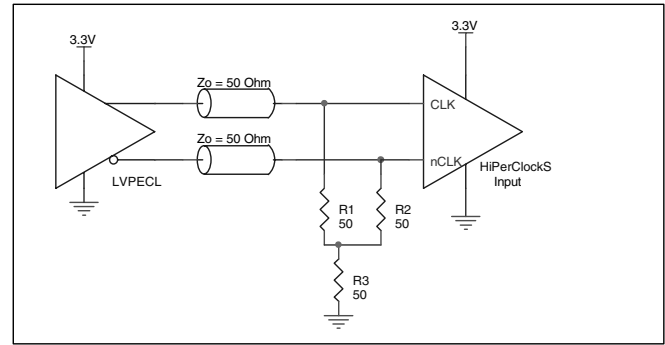 3.3V
3.3V
Zo = 50 Ohm
CLK
Zo = 50 Ohm
nCLK
HiPerClockS
Input
LVPECL
R1
50
R2
50
R3
50